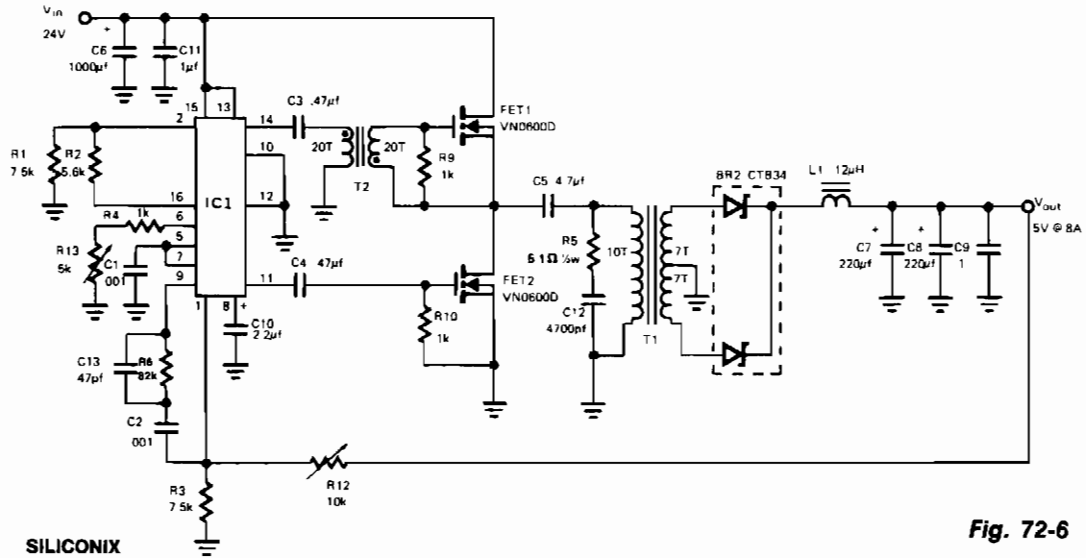 Vin
24V
C6
1000µf
C11
1µf
15
13
2
14
10
12
16
6
5
7
9
11
1
8
IC1
R1
7 5k
R2
5.6k
R4
1k
R13
5k
C1
001
C10
2 2µf
C13
47pf
R6
82k
C2
001
R3
7 5k
R12
10k
C3 .47µf
20T
20T
T2
R9
1k
FET1
VN0600D
C4
47µf
R10
1k
FET2
VN0600D
C5 4.7µf
R5
½w
C12
4700pf
10T
7T
7T
T1
BR2 CTB34
L1 12µH
C7
220µf
C8
220µf
C9
1
Vout
5V @ 8A
SILICONIX
Fig. 72-6